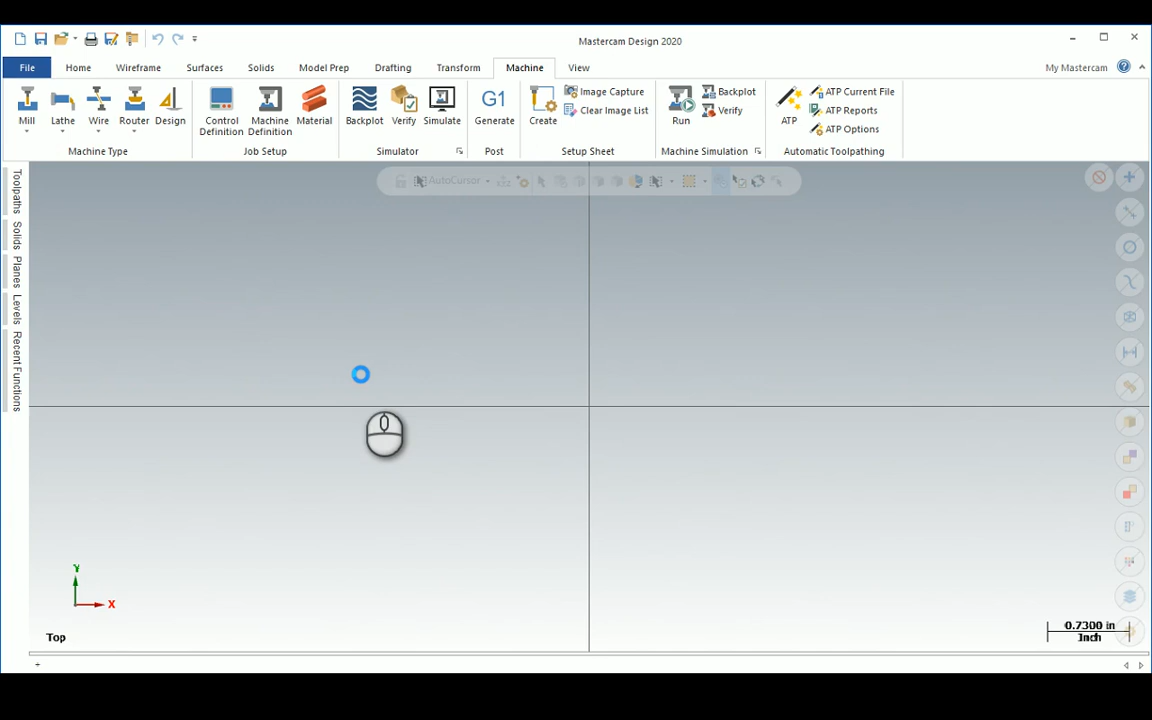 Mastercam Design 2020
File Home Wireframe Surfaces Solids Model Prep Drafting Transform Machine View My Mastercam
Mill Lathe Wire Router Design
Machine Type
Control Definition Machine Definition Material
Job Setup
Backplot Verify Simulate
Simulator
G1 Generate
Post
Create Image Capture Clear Image List
Setup Sheet
Run Backplot Verify
Machine Simulation
ATP ATP Current File ATP Reports ATP Options
Automatic Toolpathing
AutoCursor
Toolpaths
Solids
Planes
Levels
Recent Functions
Y
X
Top
0.7300 in
Inch